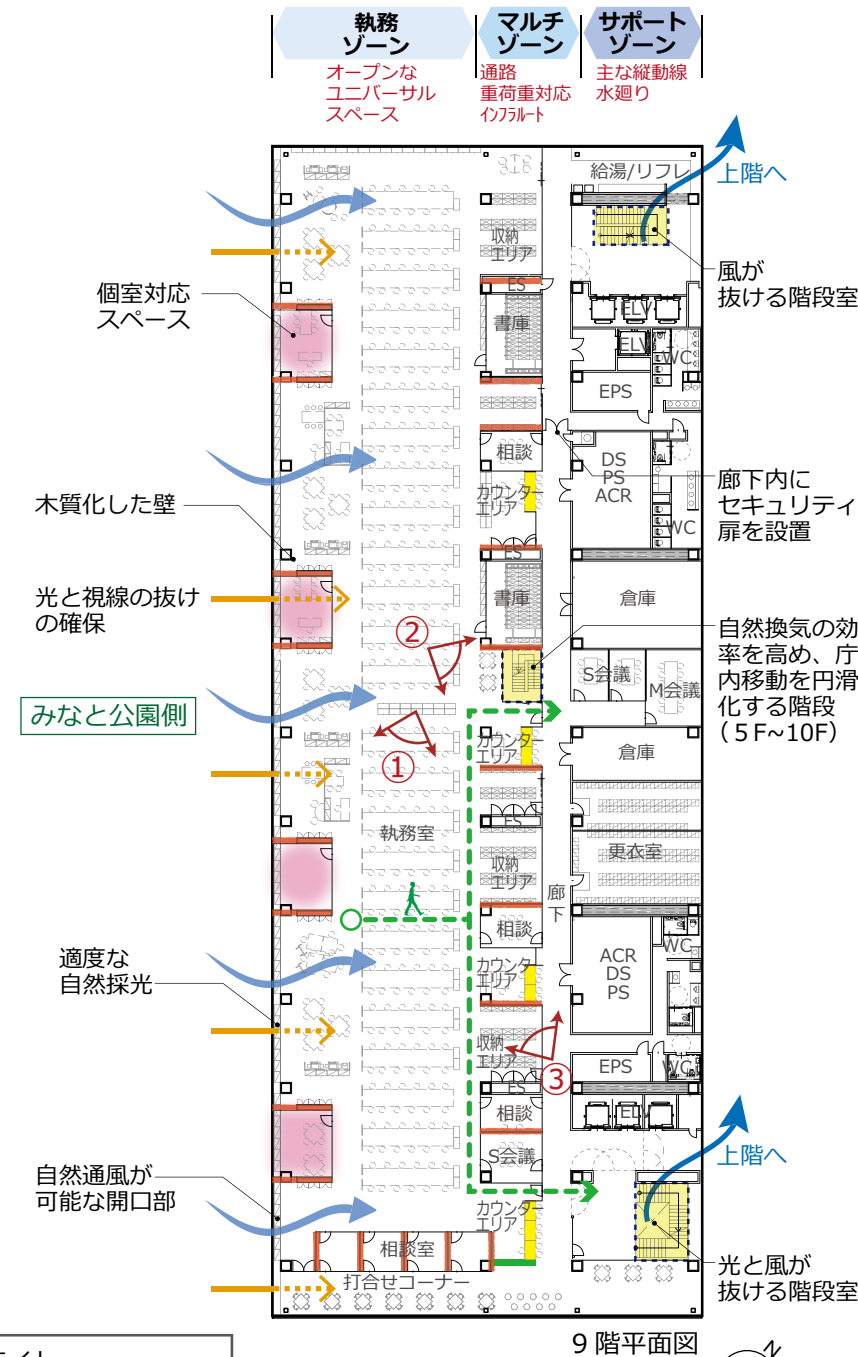 執務
ゾーン
マルチ
ゾーン
サポート
ゾーン
オープンな
ユニバーサル
スペース
通路
重荷重対応
インフラルート
主な縦動線
水廻り
給湯/リフレ
上階へ
収納
エリア
風が
抜ける階段室
ES
個室対応
スペース
書庫
ELV
ELV
WC
EPS
相談
DS
PS
ACR
廊下内に
セキュリティ
扉を設置
カウンター
エリア
木質化した壁
WC
ES
光と視線の抜け
の確保
書庫
倉庫
②
自然換気の効
率を高め、庁
内移動を円滑
化する階段
(５F~10F)
S会議
M会議
みなと公園側
①
カウンター
エリア
倉庫
ES
執務室
更衣室
収納
エリア
廊下
相談
WC
適度な
自然採光
カウンター
エリア
ACR
DS
PS
収納
エリア
③
EPS
WC
ES
相談
ELV
S会議
上階へ
自然通風が
可能な開口部
カウンター
エリア
相談室
打合せコーナー
光と風が
抜ける階段室
９階平面図
N